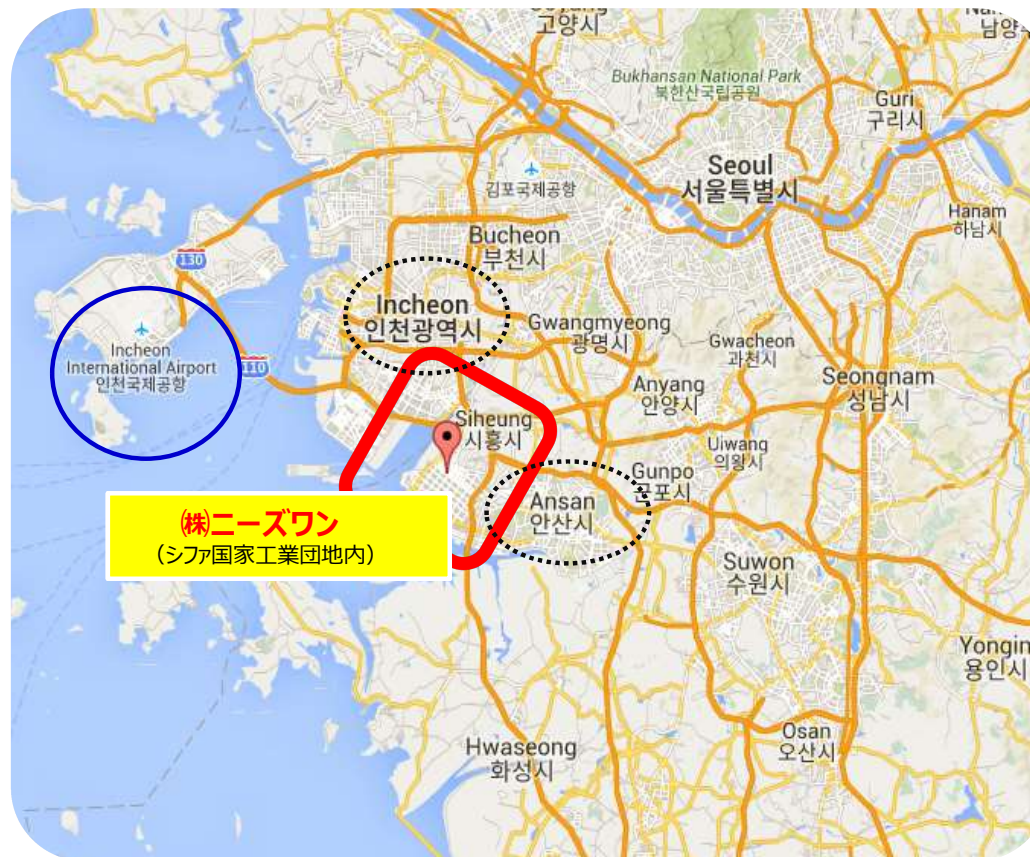 고양시
남양주
Bukhansan National Park
북한산국립공원
Guri
구리시
Seoul
서울특별시
김포국제공항
Hanam
하남시
Bucheon
부천시
130
Incheon
인천광역시
Gwangmyeong
광명시
Gwacheon
과천시
Incheon
International Airport
인천국제공항
110
Seongnam
성남시
Anyang
안양시
Siheung
시흥시
Uiwang
의왕시
Gunpo
군포시
Ansan
안산시
㈱ニーズワン
（シファ国家工業団地内）
Suwon
수원시
Yongin
용인시
Osan
오산시
Hwaseong
화성시